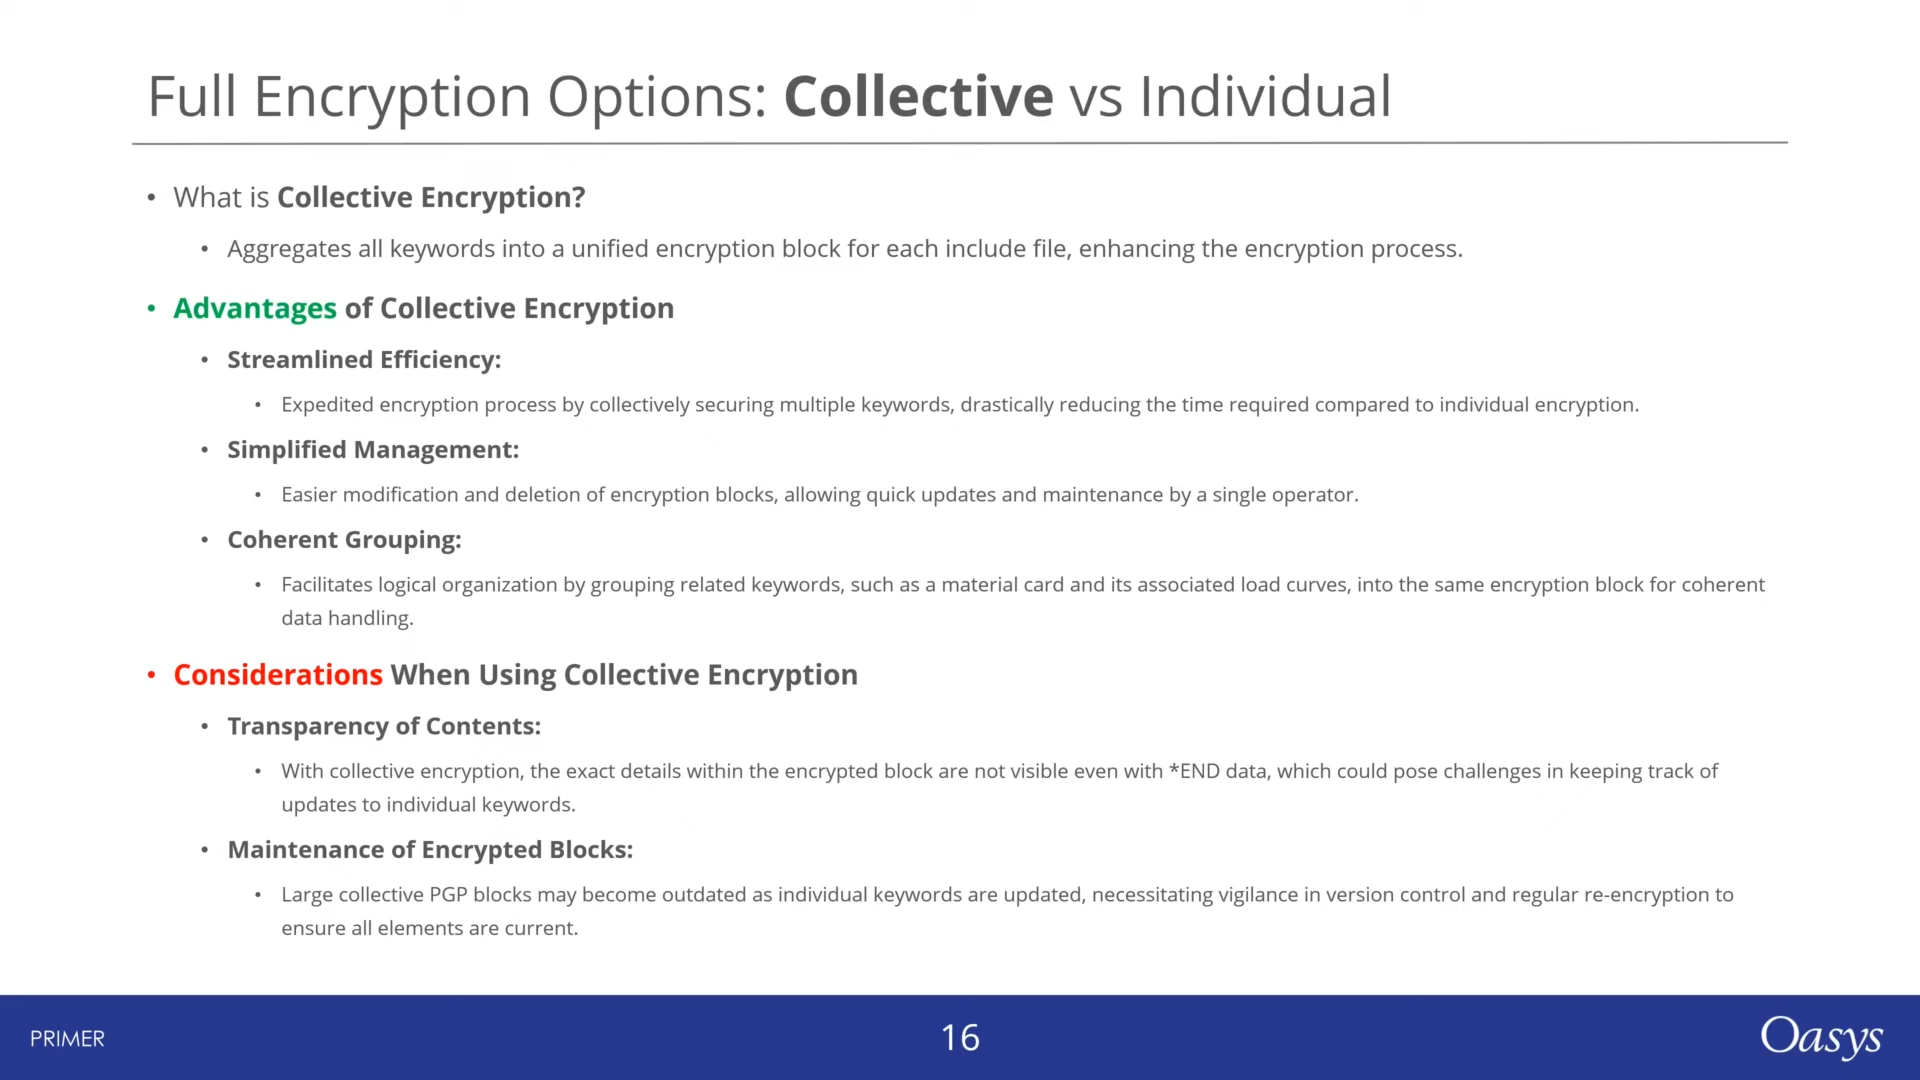 Full Encryption Options: Collective vs Individual
• What is Collective Encryption?
• Aggregates all keywords into a unified encryption block for each include file, enhancing the encryption process.
• Advantages of Collective Encryption
• Streamlined Efficiency:
• Expedited encryption process by collectively securing multiple keywords, drastically reducing the time required compared to individual encryption.
• Simplified Management:
• Easier modification and deletion of encryption blocks, allowing quick updates and maintenance by a single operator.
• Coherent Grouping:
• Facilitates logical organization by grouping related keywords, such as a material card and its associated load curves, into the same encryption block for coherent
data handling.
• Considerations When Using Collective Encryption
• Transparency of Contents:
• With collective encryption, the exact details within the encrypted block are not visible even with *END data, which could pose challenges in keeping track of
updates to individual keywords.
• Maintenance of Encrypted Blocks:
• Large collective PGP blocks may become outdated as individual keywords are updated, necessitating vigilance in version control and regular re-encryption to
ensure all elements are current.
PRIMER
16
Oasys